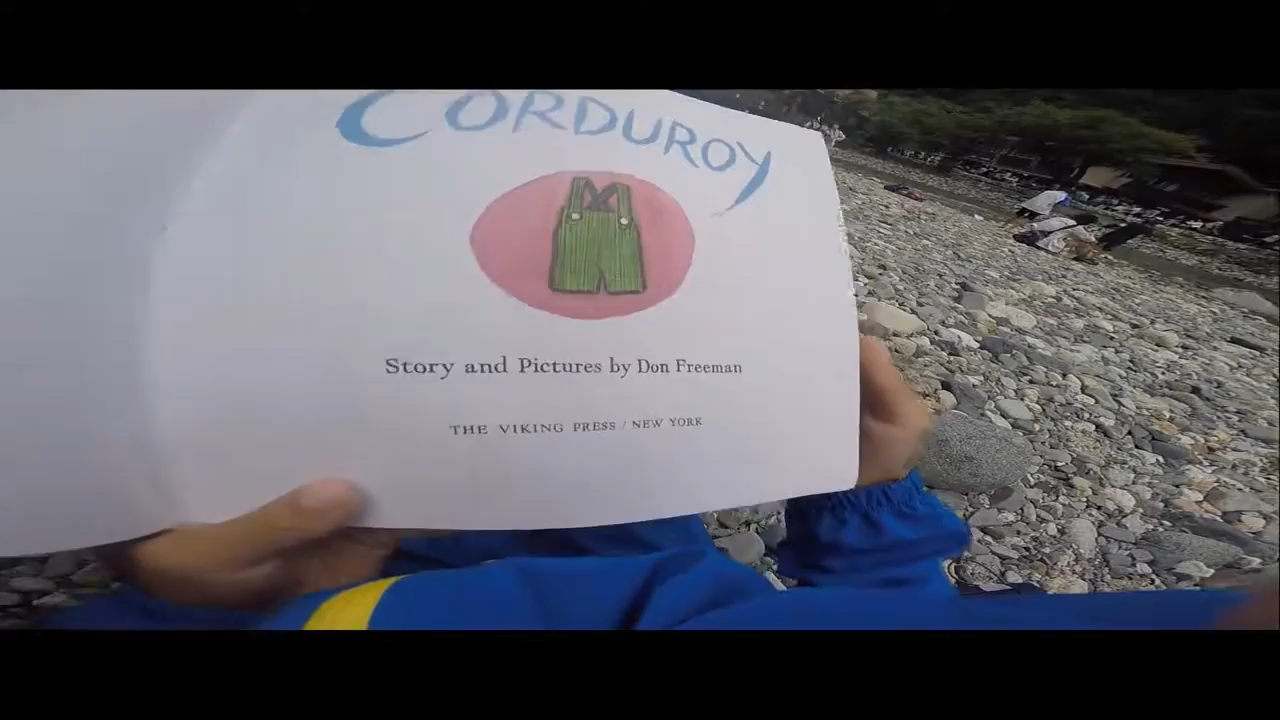 CORDUROY
Story and Pictures by Don Freeman
THE VIKING PRESS / NEW YORK